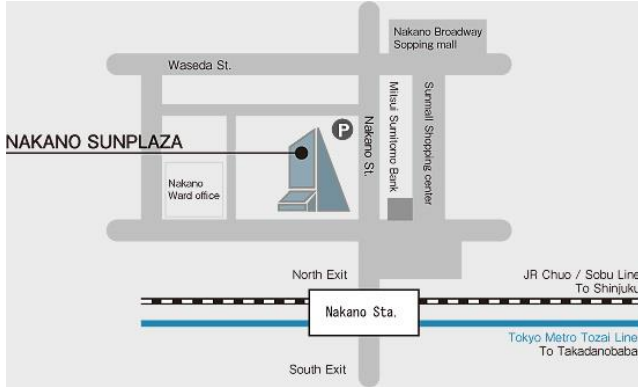 Nakano Broadway
Sopping mall
Waseda St.
P
Nakano St.
Mitsui Sumitomo Bank
Sunmall Shopping center
NAKANO SUNPLAZA
Nakano
Ward office
North Exit
JR Chuo / Sobu Line
To Shinjuku
Nakano Sta.
Tokyo Metro Tozai Line
To Takadanobaba
South Exit